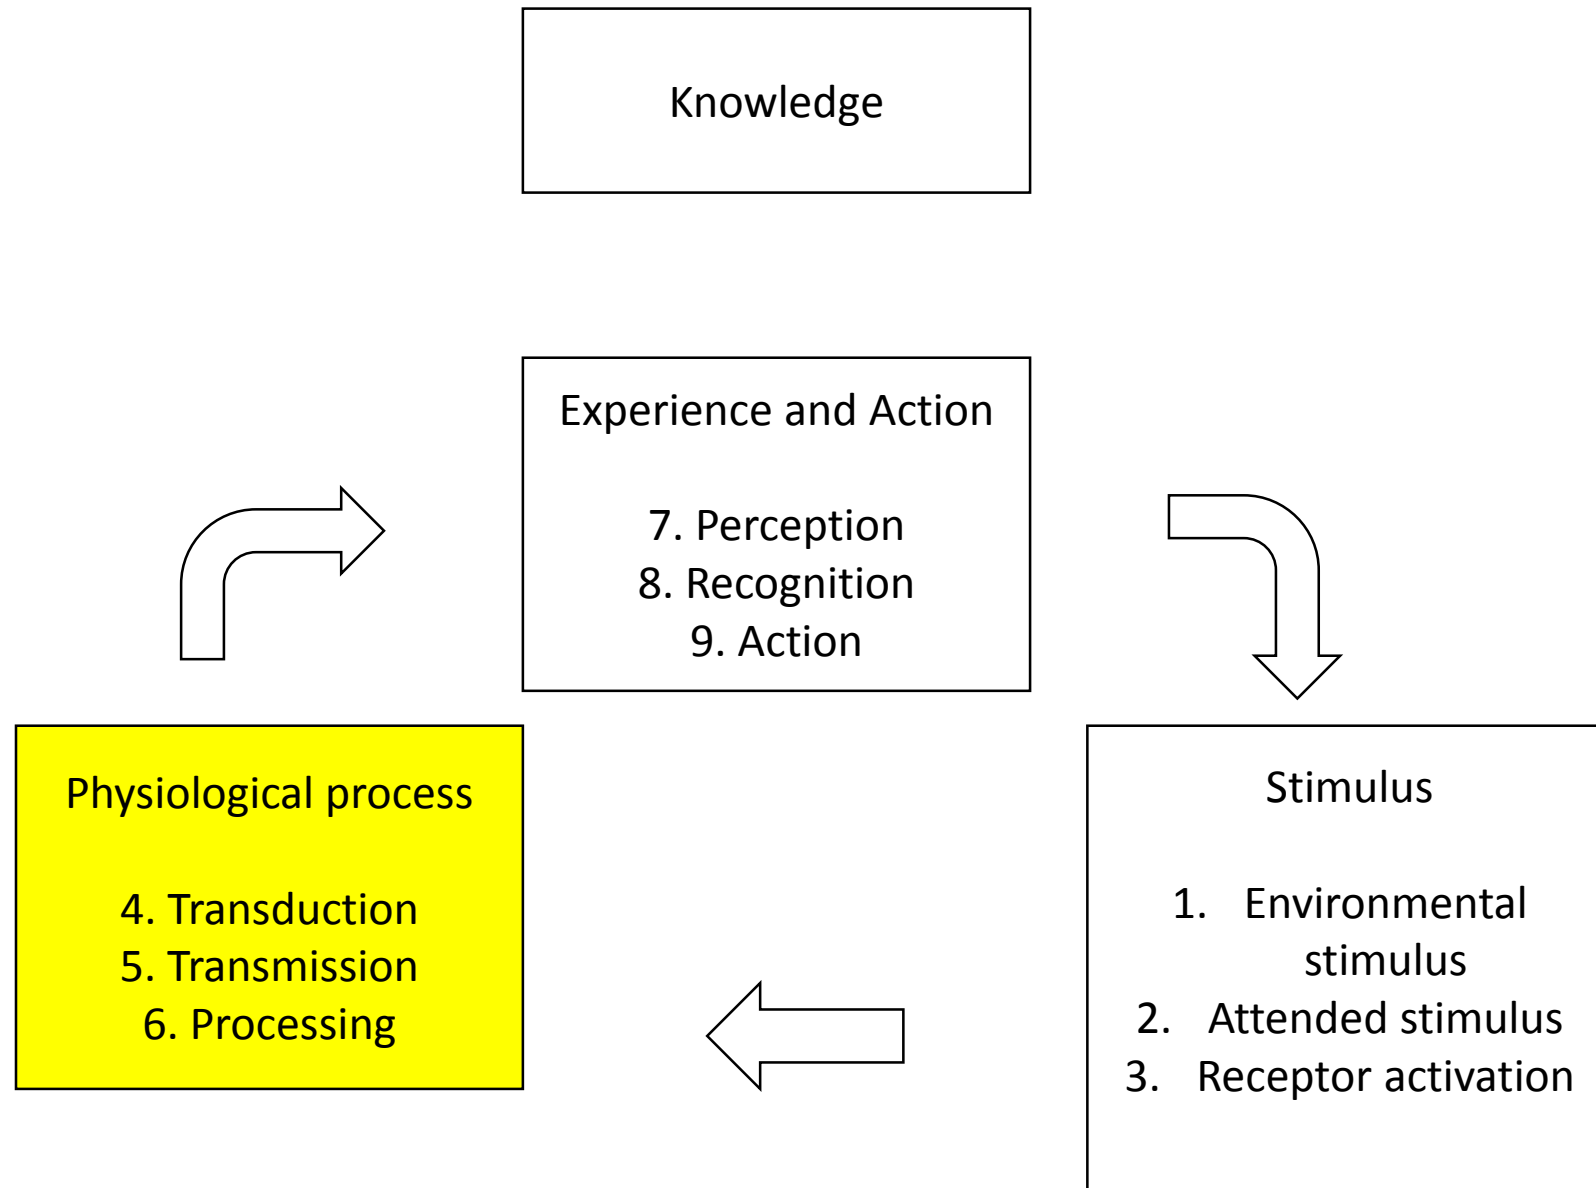 Knowledge
Experience and Action
7. Perception
8. Recognition
9. Action
Physiological process
4. Transduction
5. Transmission
6. Processing
Stimulus
1. Environmental
stimulus
2. Attended stimulus
3. Receptor activation